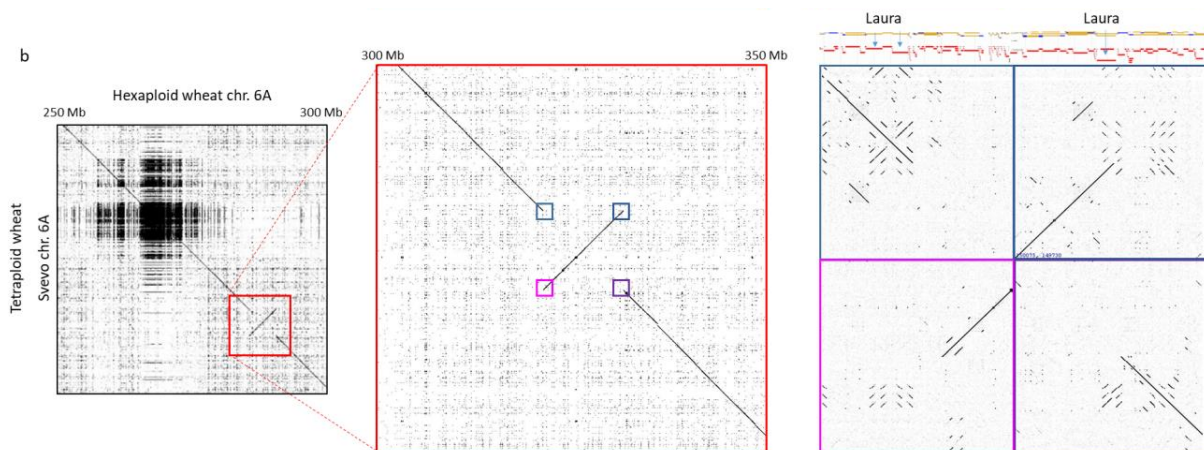 b
Hexaploid wheat chr. 6A
250 Mb
300 Mb
Tetraploid wheat
Svevo chr. 6A
300 Mb
350 Mb
Laura
Laura